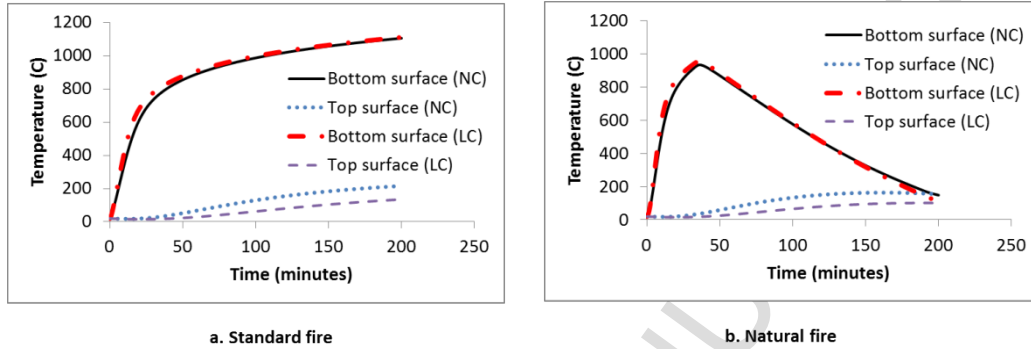 1200
1000
800
600
400
200
0
Temperature (C)
0 50 100 150 200 250
Time (minutes)
Bottom surface (NC)
Top surface (NC)
Bottom surface (LC)
Top surface (LC)
a. Standard fire
1200
1000
800
600
400
200
0
Temperature (C)
0 50 100 150 200 250
Time (minutes)
Bottom surface (NC)
Top surface (NC)
Bottom surface (LC)
Top surface (LC)
b. Natural fire